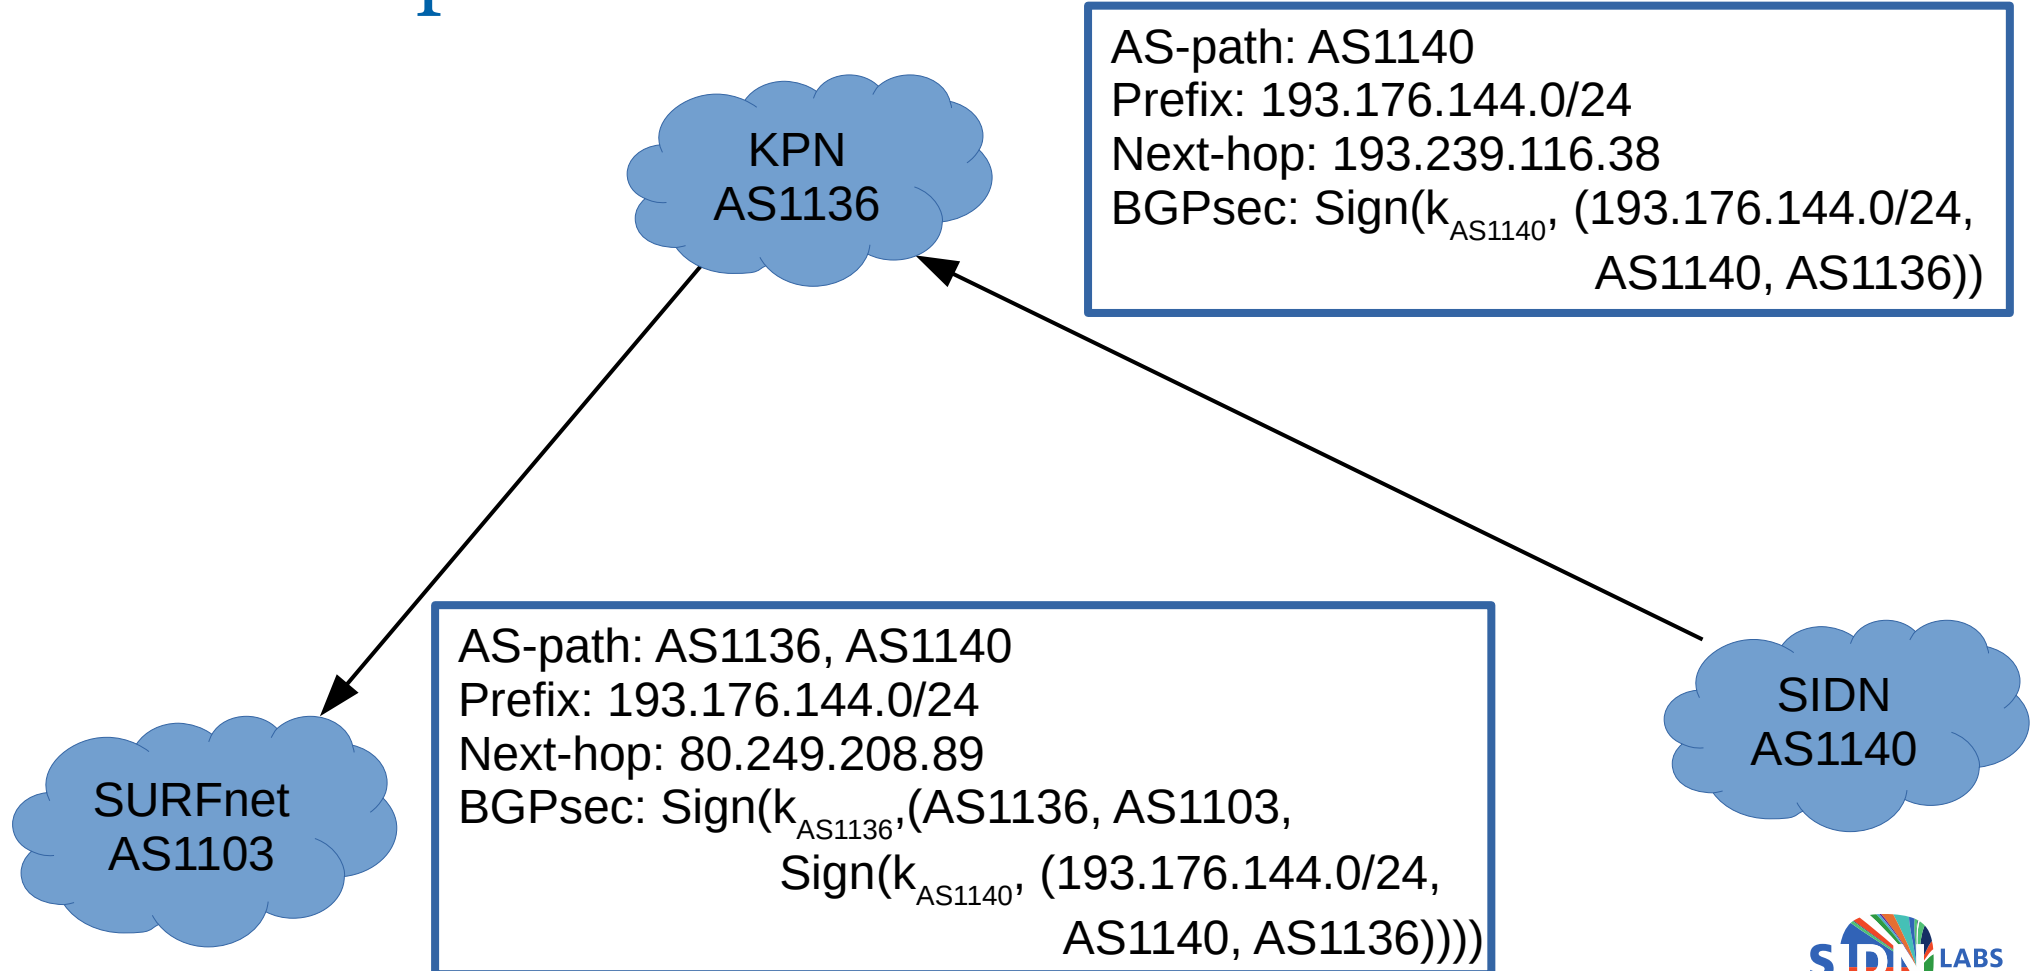 AS-path: AS1140
Prefix: 193.176.144.0/24
Next-hop: 193.239.116.38
BGPsec: Sign(kAS1140, (193.176.144.0/24,
AS1140, AS1136))
KPN
AS1136
AS-path: AS1136, AS1140
Prefix: 193.176.144.0/24
Next-hop: 80.249.208.89
BGPsec: Sign(kAS1136,(AS1136, AS1103,
Sign(kAS1140, (193.176.144.0/24,
AS1140, AS1136))))
SIDN
AS1140
SURFnet
AS1103
SIDN LABS